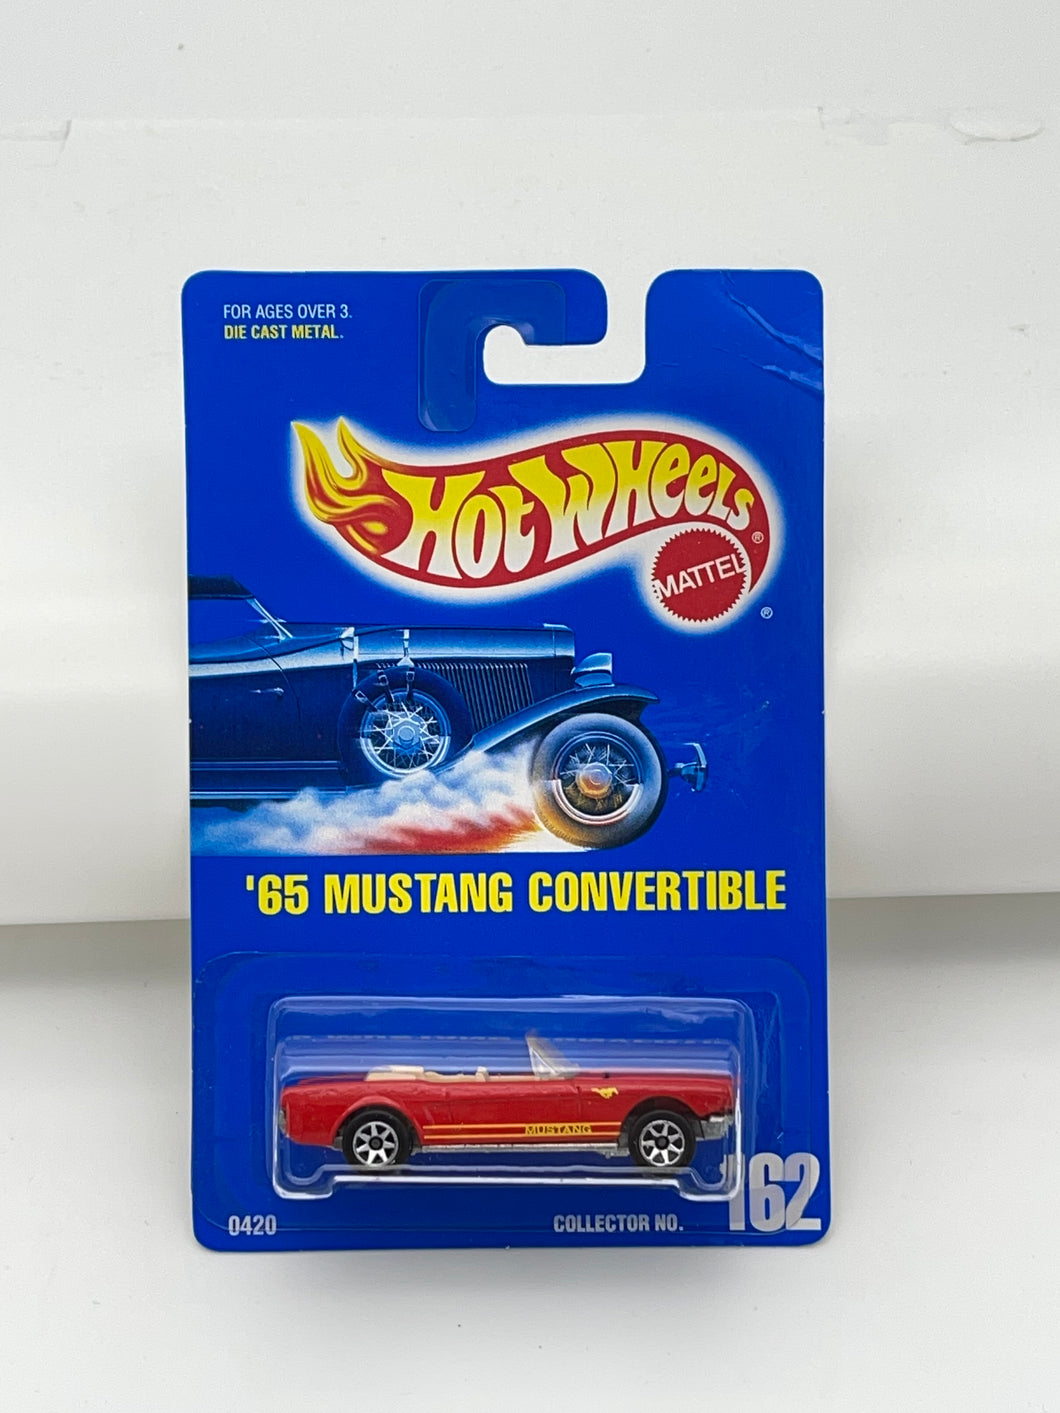 FOR AGES OVER 3.
DIE CAST METAL.
HOT WHEELS®
MATTEL
®
'65 MUSTANG CONVERTIBLE
MUSTANG
0420
COLLECTOR NO. 162